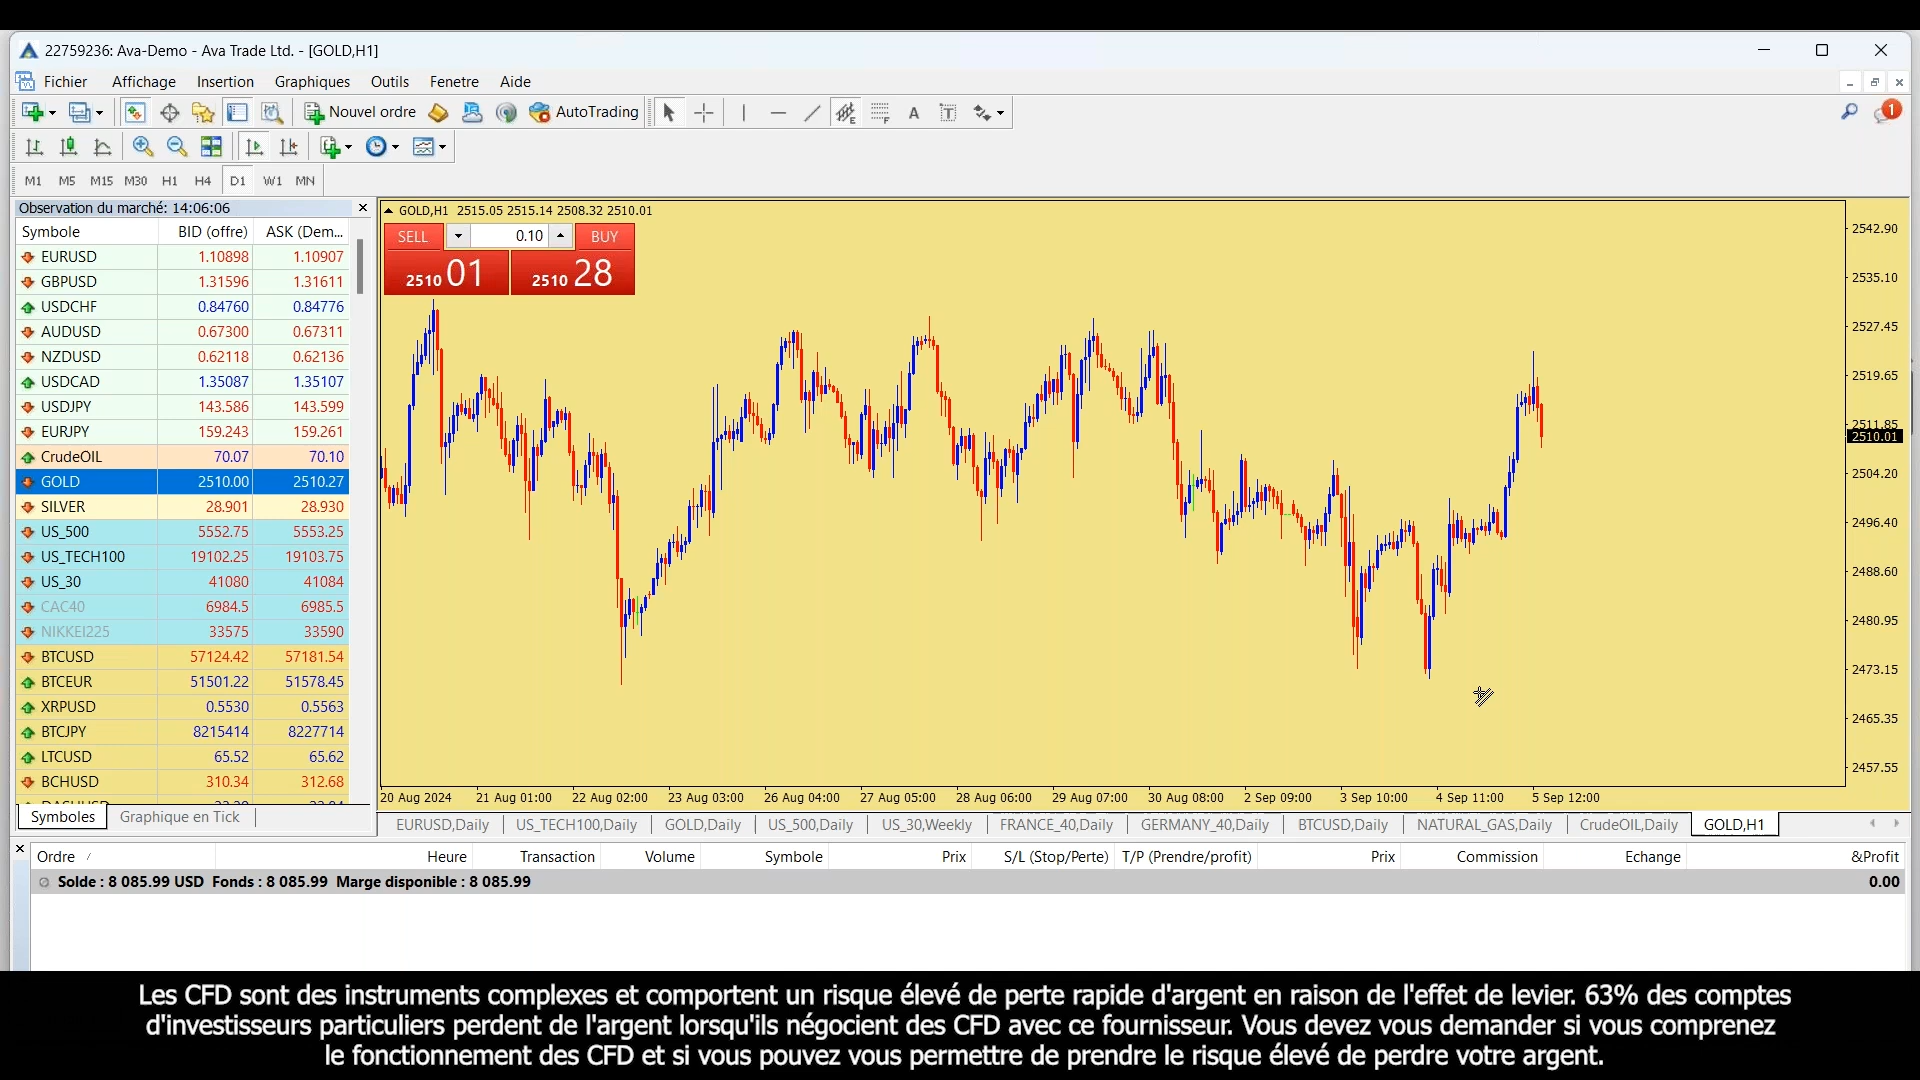 22759236: Ava-Demo - Ava Trade Ltd. - [GOLD,H1]
Fichier Affichage Insertion Graphiques Outils Fenetre Aide
Nouvel ordre AutoTrading A T E F 1
M1 M5 M15 M30 H1 H4 D1 W1 MN
Observation du marché: 14:06:06
Symbole BID (offre) ASK (Dem...
EURUSD 1.10898 1.10907
GBPUSD 1.31596 1.31611
USDCHF 0.84760 0.84776
AUDUSD 0.67300 0.67311
NZDUSD 0.62118 0.62136
USDCAD 1.35087 1.35107
USDJPY 143.586 143.599
EURJPY 159.243 159.261
CrudeOIL 70.07 70.10
GOLD 2510.00 2510.27
SILVER 28.901 28.930
US_500 5552.75 5553.25
US_TECH100 19102.25 19103.75
US_30 41080 41084
CAC40 6984.5 6985.5
NIKKEI225 33575 33590
BTCUSD 57124.42 57181.54
BTCEUR 51501.22 51578.45
XRPUSD 0.5530 0.5563
BTCJPY 8215414 8227714
LTCUSD 65.52 65.62
BCHUSD 310.34 312.68
Symboles Graphique en Tick
GOLD,H1 2515.05 2515.14 2508.32 2510.01
SELL 0.10 BUY
2510 01 2510 28
2542.90
2535.10
2527.45
2519.65
2511.85
2510.01
2504.20
2496.40
2488.60
2480.95
2473.15
2465.35
2457.55
20 Aug 2024 21 Aug 01:00 22 Aug 02:00 23 Aug 03:00 26 Aug 04:00 27 Aug 05:00 28 Aug 06:00 29 Aug 07:00 30 Aug 08:00 2 Sep 09:00 3 Sep 10:00 4 Sep 11:00 5 Sep 12:00
EURUSD,Daily US_TECH100,Daily GOLD,Daily US_500,Daily US_30,Weekly FRANCE_40,Daily GERMANY_40,Daily BTCUSD,Daily NATURAL_GAS,Daily CrudeOIL,Daily GOLD,H1
Ordre Heure Transaction Volume Symbole Prix S/L (Stop/Perte) T/P (Prendre/profit) Prix Commission Echange &Profit
Solde : 8 085.99 USD Fonds : 8 085.99 Marge disponible : 8 085.99 0.00
Les CFD sont des instruments complexes et comportent un risque élevé de perte rapide d'argent en raison de l'effet de levier. 63% des comptes
d'investisseurs particuliers perdent de l'argent lorsqu'ils négocient des CFD avec ce fournisseur. Vous devez vous demander si vous comprenez
le fonctionnement des CFD et si vous pouvez vous permettre de prendre le risque élevé de perdre votre argent.